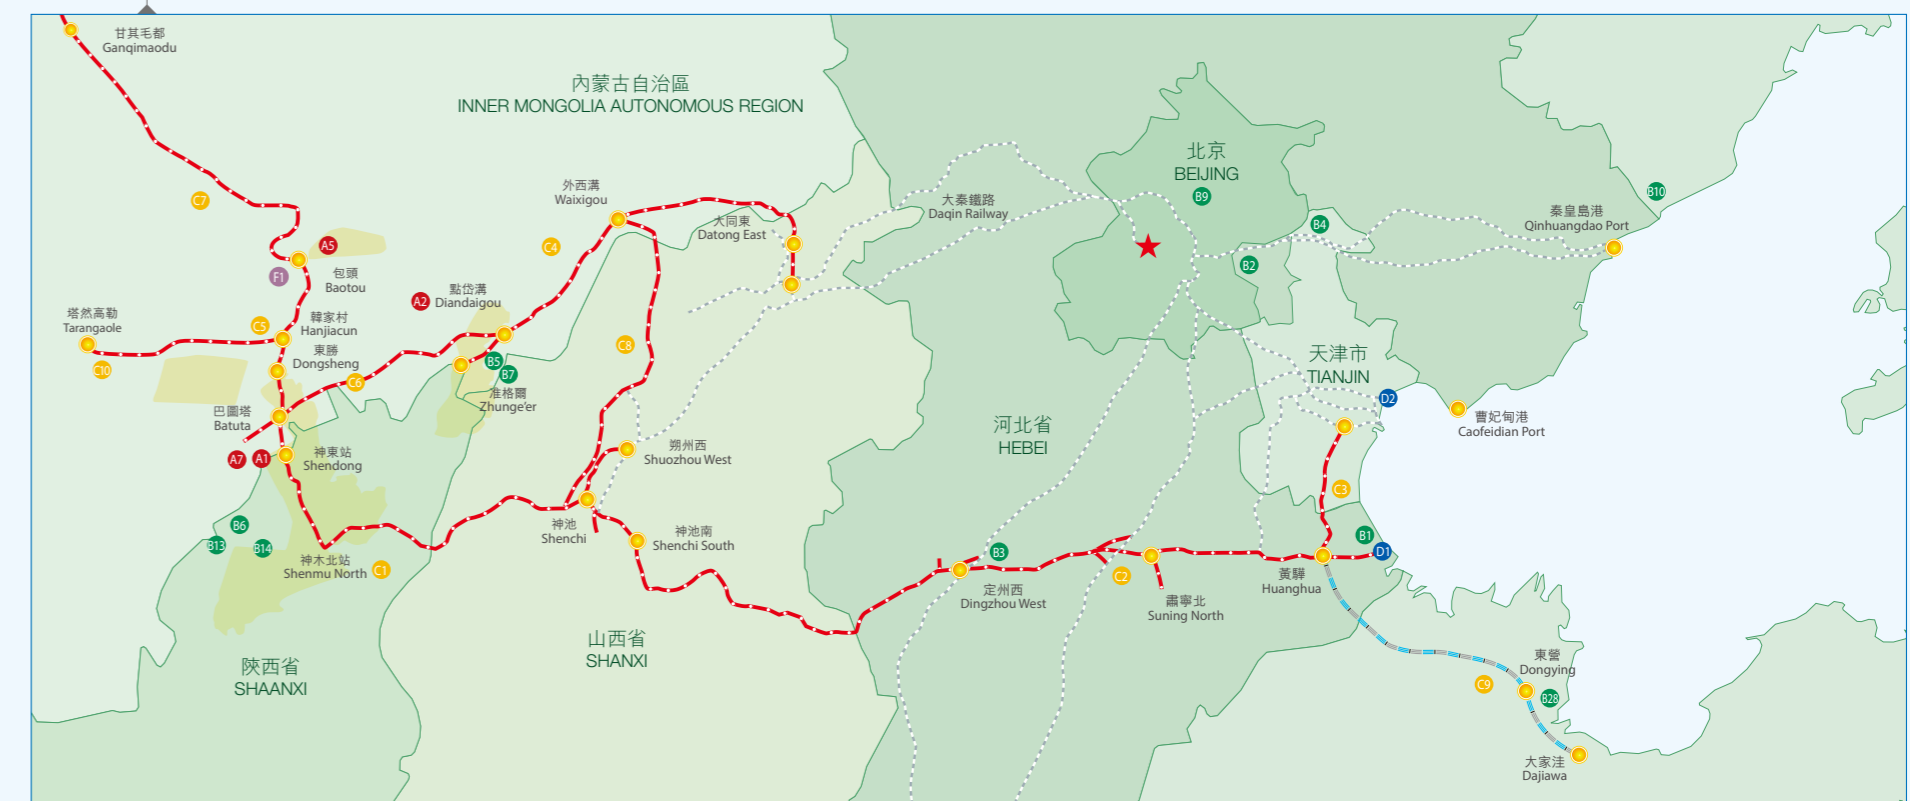 甘其毛都
Ganqimaodu
內蒙古自治區
INNER MONGOLIA AUTONOMOUS REGION
北京
BEIJING
B9
B10
C7
外西溝
Waixigou
大秦鐵路
Daqin Railway
秦皇島港
Qinhuangdao Port
大同東
Datong East
B4
A5
C4
B2
F1
包頭
Baotou
A2
點岱溝
Diandaigou
塔然高勒
Tarangaole
C5
韓家村
Hanjiacun
C8
東勝
Dongsheng
C10
C6
B5
B7
天津市
TIANJIN
D2
准格爾
Zhunge'er
巴圖塔
Batuta
河北省
HEBEI
曹妃甸港
Caofeidian Port
A7
A1
神東站
Shendong
朔州西
Shuozhou West
C3
B6
B13
B14
神池
Shenchi
神池南
Shenchi South
B1
D1
神木北站
Shenmu North
C1
B3
定州西
Dingzhou West
C2
肅寧北
Suning North
黃驊
Huanghua
陝西省
SHAANXI
山西省
SHANXI
東營
Dongying
C9
B28
大家洼
Dajiawa